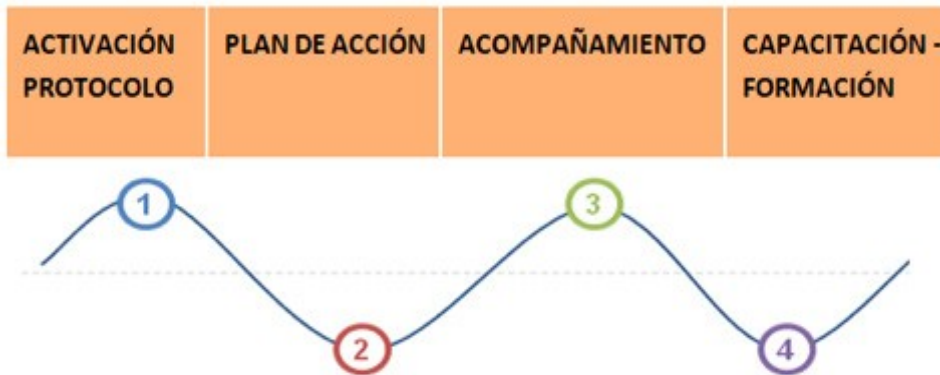 ACTIVACIÓN
PROTOCOLO
PLAN DE ACCIÓN
ACOMPAÑAMIENTO
CAPACITACIÓN -
FORMACIÓN
1
2
3
4